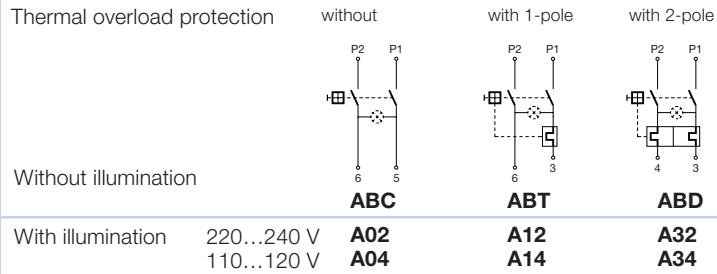 Thermal overload protection without with 1-pole with 2-pole
P2 P1 P2 P1 P2 P1
6 5 6 3 4 3
Without illumination
ABC ABT ABD
With illumination 220…240 V A02 A12 A32
110…120 V A04 A14 A34